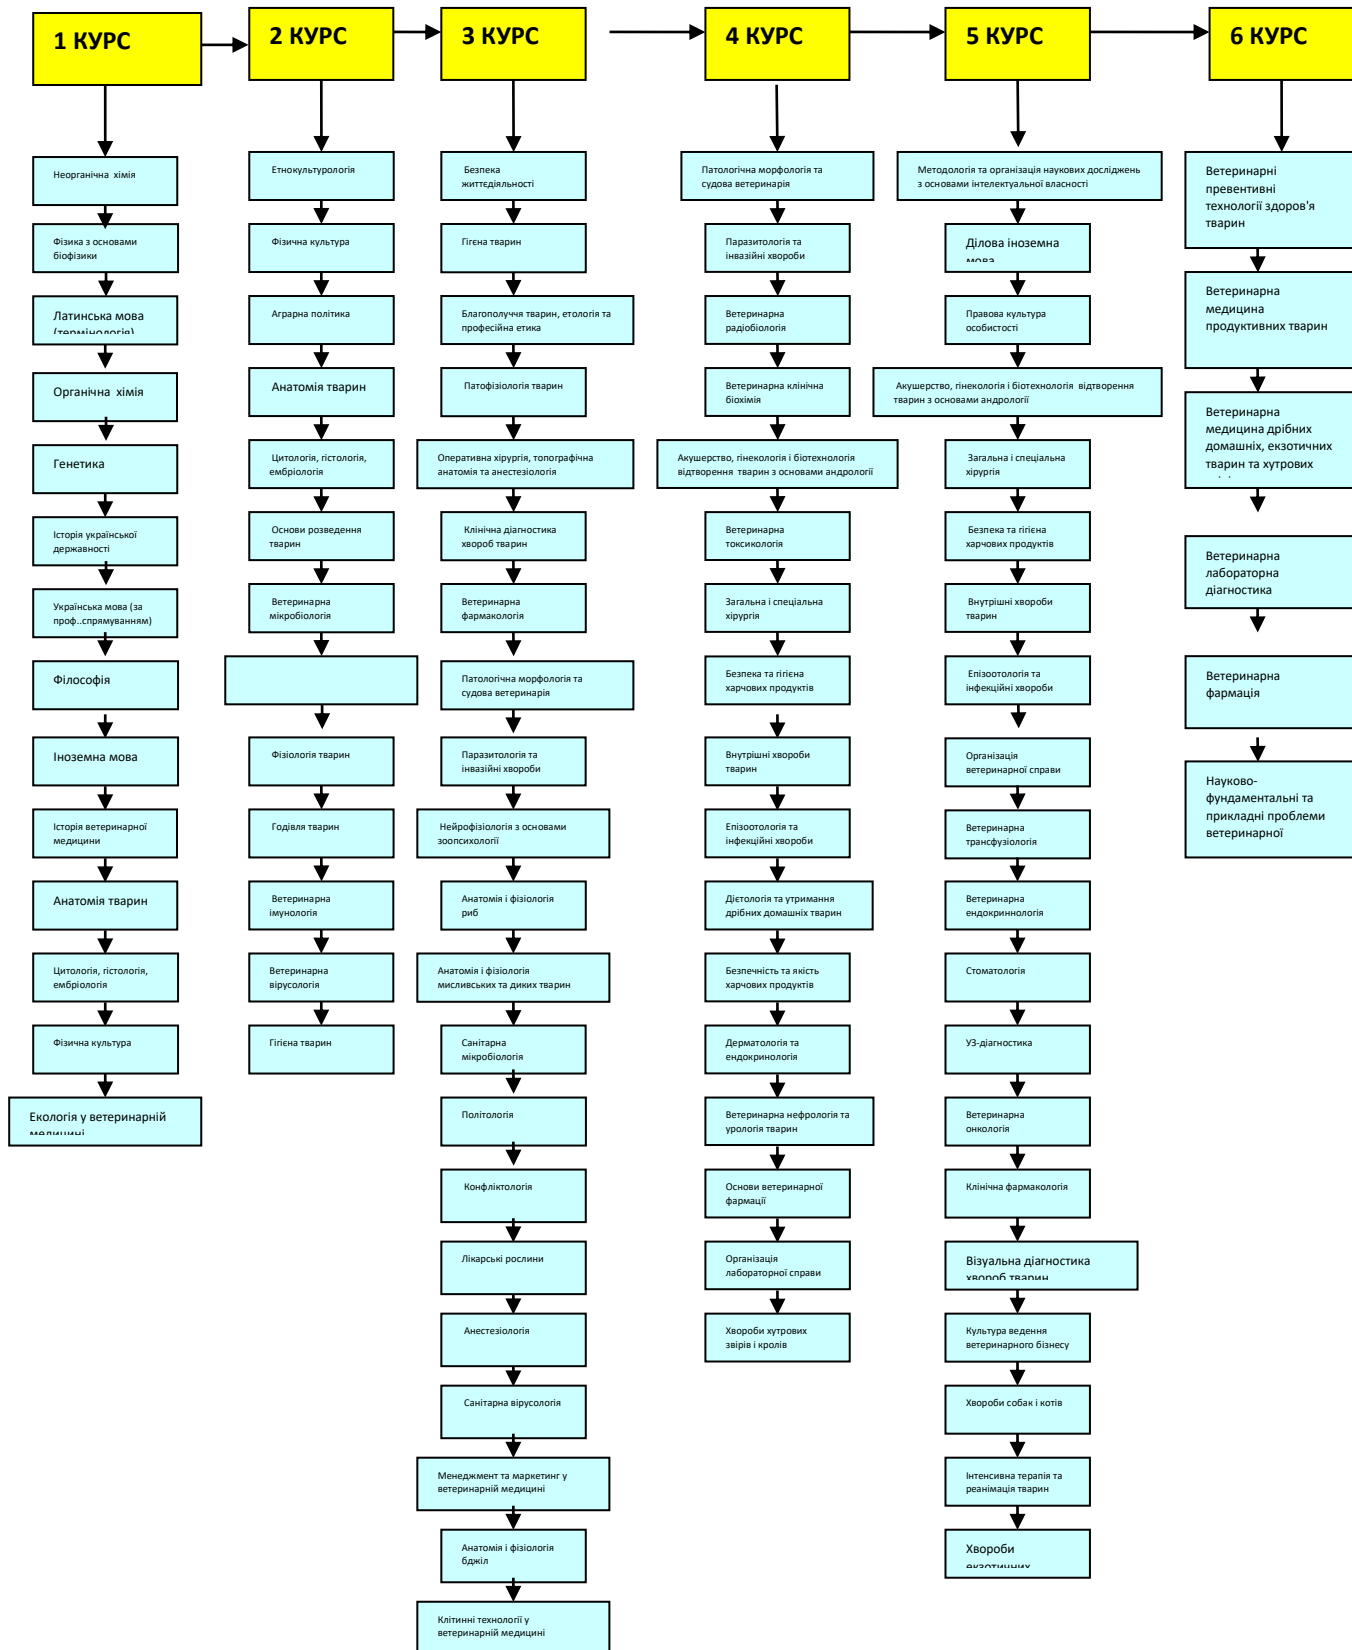 1 КУРС
2 КУРС
3 КУРС
4 КУРС
5 КУРС
6 КУРС
Неорганічна хімія
Фізика з основами
біофізики
Латинська мова
(термінологія)
Органічна хімія
Генетика
Історія української
державності
Українська мова (за
проф..спрямуванням)
Філософія
Іноземна мова
Історія ветеринарної
медицини
Анатомія тварин
Цитологія, гістологія,
ембріологія
Фізична культура
Екологія у ветеринарній
медицині
Етнокультурологія
Фізична культура
Аграрна політика
Анатомія тварин
Цитологія, гістологія,
ембріологія
Основи розведення
тварин
Ветеринарна
мікробіологія
Фізіологія тварин
Годівля тварин
Ветеринарна
імунологія
Ветеринарна
вірусологія
Гігієна тварин
Безпека
життєдіяльності
Гігєна тварин
Благополуччя тварин, етологія та
професійна етика
Патофізіологія тварин
Оперативна хірургія, топографічна
анатомія та анестезіологія
Клінічна діагностика
хвороб тварин
Ветеринарна
фармакологія
Патологічна морфологія та
судова ветеринарія
Паразитологія та
інвазійні хвороби
Нейрофізіологія з основами
зоопсихології
Анатомія і фізіологія
риб
Анатомія і фізіологія
мисливських та диких тварин
Санітарна
мікробіологія
Політологія
Конфліктологія
Лікарські рослини
Анестезіологія
Санітарна вірусологія
Менеджмент та маркетинг у
ветеринарній медицині
Анатомія і фізіологія
бджіл
Клітинні технології у
ветеринарній медицині
Патологічна морфологія та
судова ветеринарія
Паразитологія та
інвазійні хвороби
Ветеринарна
радіобіологія
Ветеринарна клінічна
біохімія
Акушерство, гінекологія і біотехнологія
відтворення тварин з основами андрології
Ветеринарна
токсикологія
Загальна і спеціальна
хірургія
Безпека та гігієна
харчових продуктів
Внутрішні хвороби
тварин
Епізоотологія та
інфекційні хвороби
Дієтологія та утримання
дрібних домашніх тварин
Безпечність та якість
харчових продуктів
Дерматологія та
ендокринологія
Ветеринарна нефрологія та
урологія тварин
Основи ветеринарної
фармації
Організація
лабораторної справи
Хвороби хутрових
звірів і кролів
Методологія та організація наукових досліджень
з основами інтелектуальної власності
Ділова іноземна
мова
Правова культура
особистості
Акушерство, гінекологія і біотехнологія відтворення
тварин з основами андрології
Загальна і спеціальна
хірургія
Безпека та гігієна
харчових продуктів
Внутрішні хвороби
тварин
Епізоотологія та
інфекційні хвороби
Організація
ветеринарної справи
Ветеринарна
трансфузіологія
Ветеринарна
ендокриннологія
Стоматологія
УЗ-діагностика
Ветеринарна
онкологія
Клінічна фармакологія
Візуальна діагностика
хвороб тварин
Культура ведення
ветеринарного бізнесу
Хвороби собак і котів
Інтенсивна терапія та
реанімація тварин
Хвороби
екзотичних
Ветеринарні
превентивні
технології здоров'я
тварин
Ветеринарна
медицина
продуктивних тварин
Ветеринарна
медицина дрібних
домашніх, екзотичних
тварин та хутрових
Ветеринарна
лабораторна
діагностика
Ветеринарна
фармація
Науково-
фундаментальні та
прикладні проблеми
ветеринарної